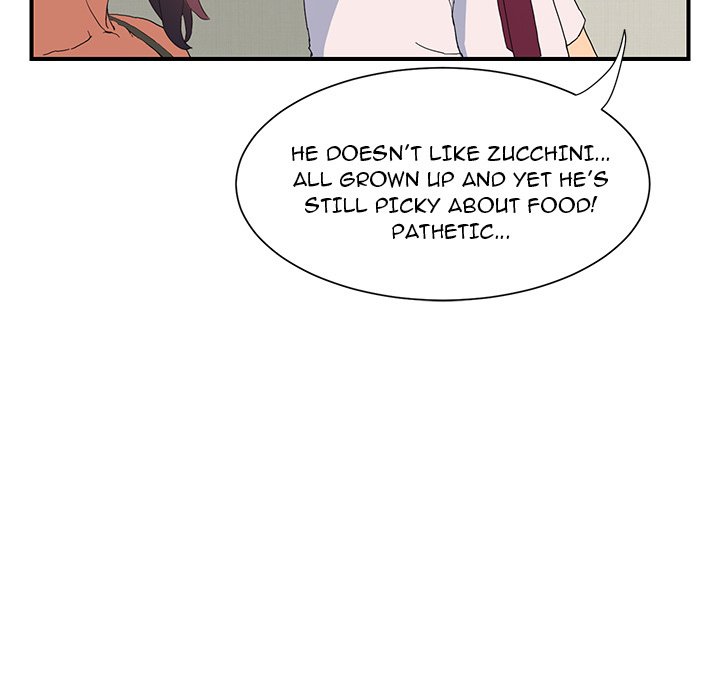 HE DOESN'T LIKE ZUCCHINI...
ALL GROWN UP AND YET HE'S
STILL PICKY ABOUT FOOD!
PATHETIC...